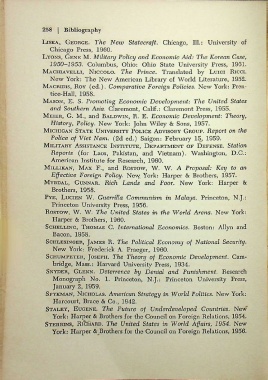 258 | Bibliography
LISKA, GEORGE. The New Statecraft. Chicago, Ill.: University of
Chicago Press, 1960.
LYONS, GENE M. Military Policy and Economic Aid: The Korean Case,
1950-1953. Columbus, Ohio: Ohio State University Press, 1961.
MACHIAVELLI, NICCOLO. The Prince. Translated by LUIGI RICCI.
New York: The New American Library of World Literature, 1952.
MACRIDIS, ROY (ed.). Comparative Foreign Policies. New York: Pren-
tice-Hall, 1958.
MASON, E. S. Promoting Economic Development: The United States
and Southern Asia. Claremont, Calif.: Claremont Press, 1955.
MEIER, G. M., and BALDWIN, R. E. Economic Development: Theory,
History, Policy. New York: John Wiley & Sons, 1957.
MICHIGAN STATE UNIVERSITY POLICE ADVISORY GROUP. Report on the
Police of Viet Nam. (2d ed.) Saigon: February 15, 1959.
MILITARY ASSISTANCE INSTITUTE, DEPARTMENT OF DEFENSE. Station
Reports (for Laos, Pakistan, and Vietnam). Washington, D.C.:
American Institute for Research, 1960.
MILLIKAN, MAX F., and ROSTOW, W. W. A Proposal: Key to an
Effective Foreign Policy. New York: Harper & Brothers, 1957.
MYRDAL, GUNNAR. Rich Lands and Poor. New York: Harper &
Brothers, 1958.
PYE, LUCIEN W. Guerrilla Communism in Malaya. Princeton, N.J.:
Princeton University Press, 1956.
ROSTOW, W. W. The United States in the World Arena. New York:
Harper & Brothers, 1960.
SCHELLING, THOMAS C. International Economics. Boston: Allyn and
Bacon, 1958.
SCHLESINGER, JAMES R. The Political Economy of National Security.
New York: Frederick A. Praeger, 1960.
SCHUMPETER, JOSEPH. The Theory of Economic Development. Cam-
bridge, Mass.: Harvard University Press, 1934.
SNYDER, GLENN. Deterrence by Denial and Punishment. Research
Monograph No. 1. Princeton, N.J.: Princeton University Press,
January 2, 1959.
SPYKMAN, NICHOLAS. American Strategy in World Politics. New York:
Harcourt, Brace & Co., 1942.
STALEY, EUGENE. The Future of Underdeveloped Countries. New
York: Harper & Brothers for the Council on Foreign Relations, 1954.
STEBBINS, RICHARD. The United States in World Affairs, 1954. New
York: Harper & Brothers for the Council on Foreign Relations, 1956.